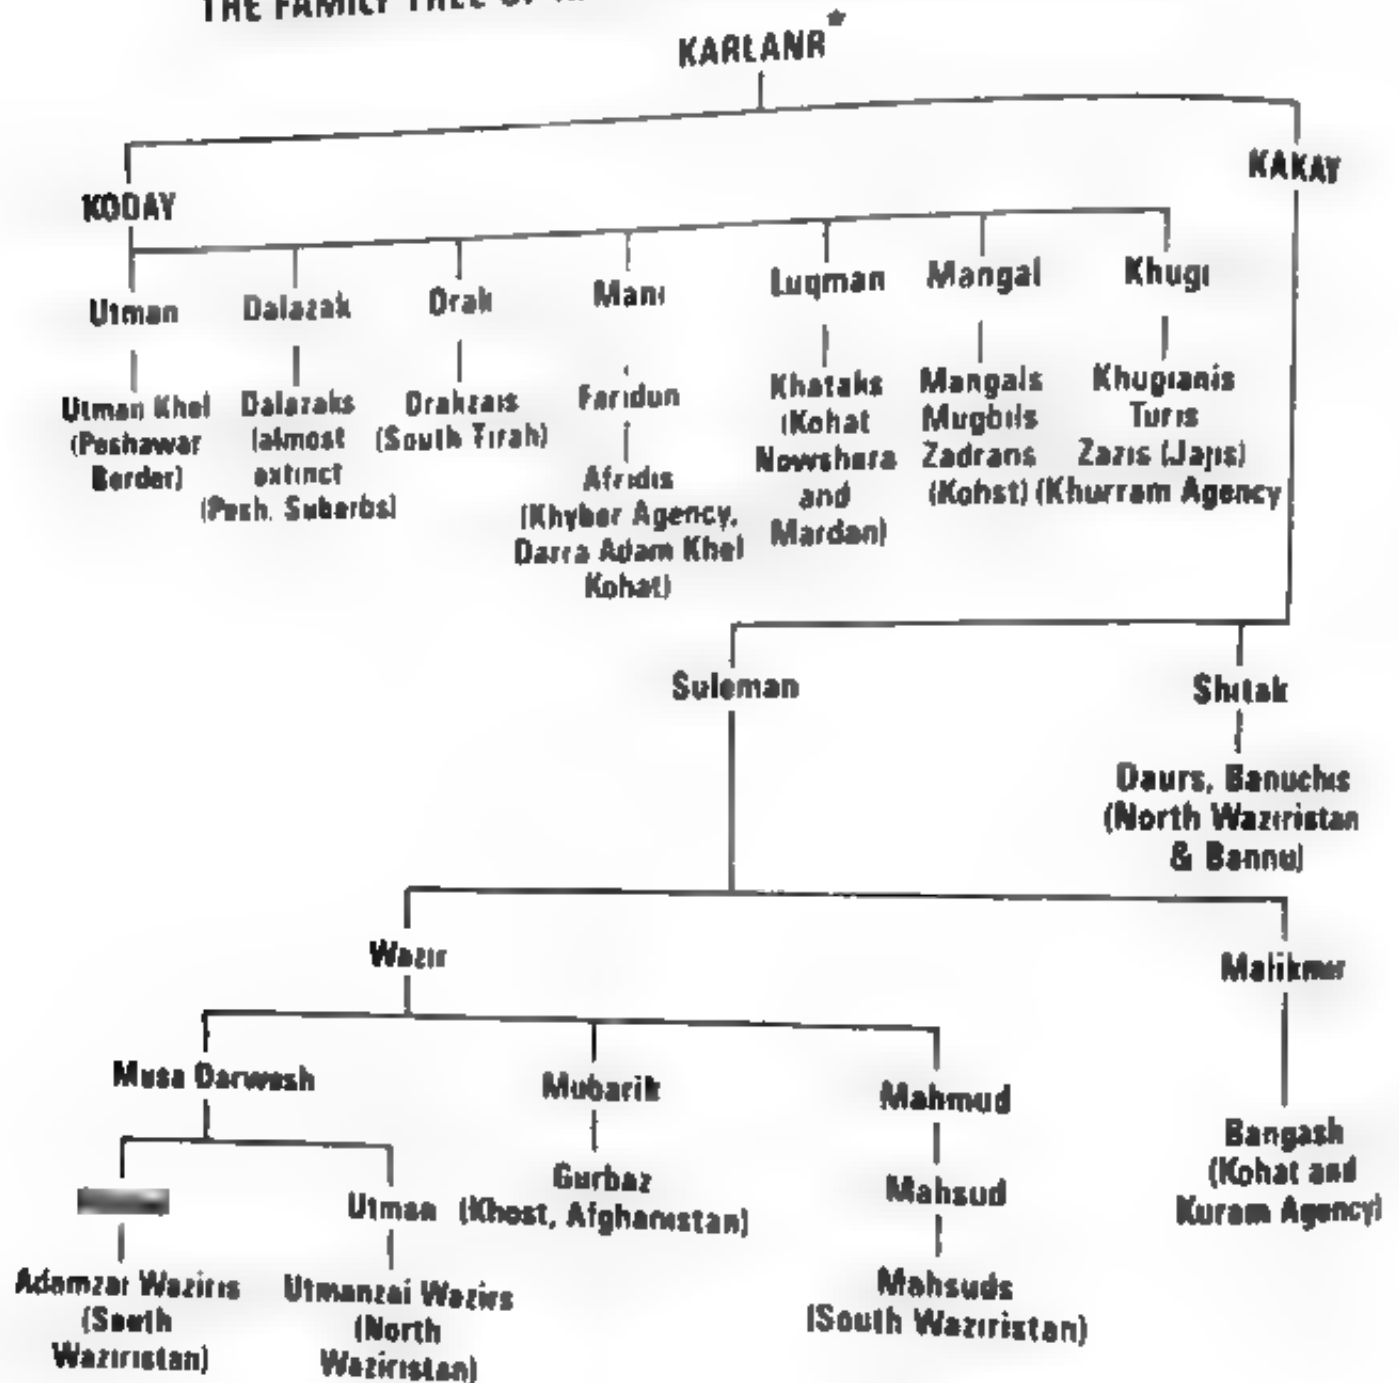 THE FAMILY TREE OF
KARLANR*
KODAY
KAKAY
Utman
Dalazak
Orak
Mani
Luqman
Mangal
Khugi
Utman Khel
(Peshawar
Border)
Dalazaks
(almost
extinct
(Pesh. Suburbs)
Orakzais
(South Tirah)
Faridun
Afridis
(Khyber Agency,
Darra Adam Khel
Kohat)
Khataks
(Kohat
Nowshera
and
Mardan)
Mangals
Mugbils
Zadrans
(Kohst)
Khugianis
Turis
Zazis (Jajis)
(Khurram Agency
Suleman
Shitak
Daurs, Banuchis
(North Waziristan
& Bannu)
Wazir
Malikmir
Musa Darwesh
Mubarik
Mahmud
Bangash
(Kohat and
Kuram Agency)
Utman
Gurbaz
(Khost, Afghanistan)
Mahsud
Adamzai Waziris
(South
Waziristan)
Utmanzai Wazirs
(North
Waziristan)
Mahsuds
(South Waziristan)